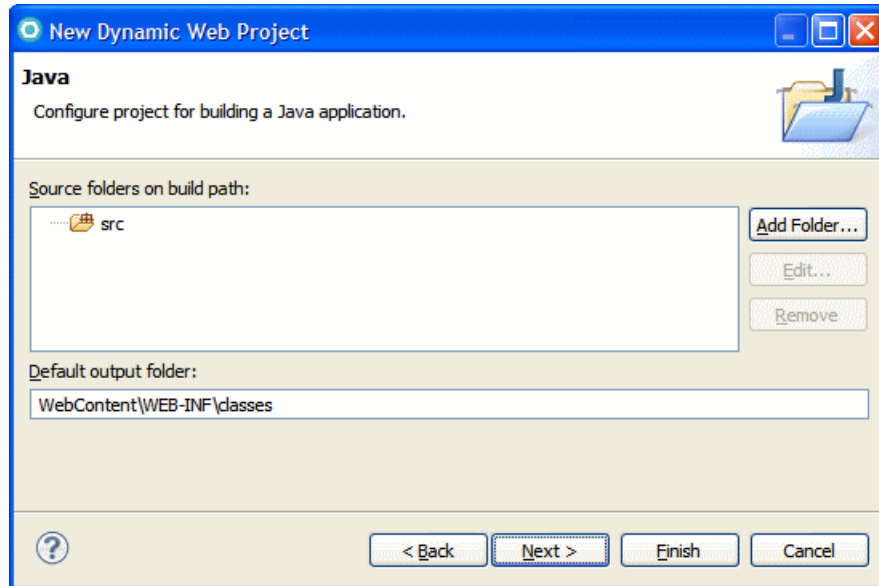 New Dynamic Web Project
Java
Configure project for building a Java application.
Source folders on build path:
src
Add Folder...
Edit...
Remove
Default output folder:
WebContent\WEB-INF\classes
?
< Back
Next >
Finish
Cancel